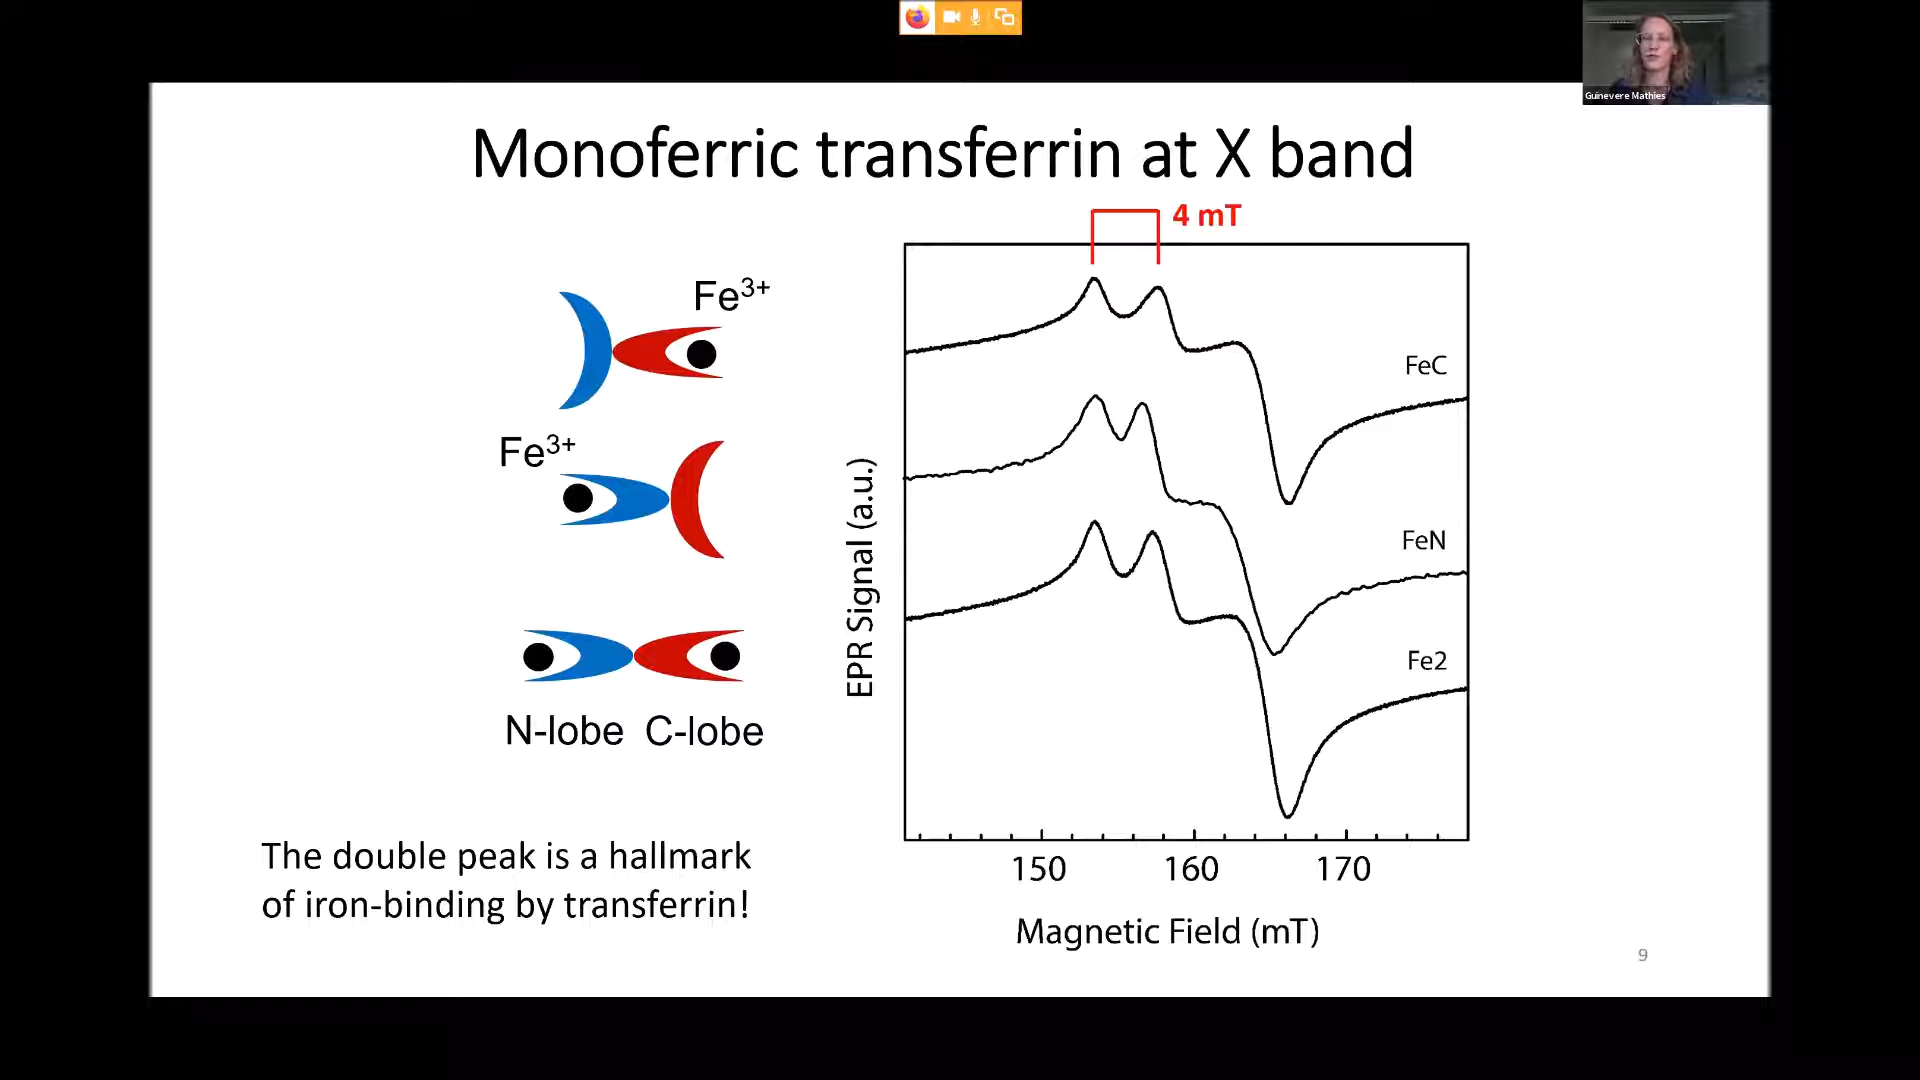 Guinevere Mathies
Monoferric transferrin at X band
4 mT
Fe3+
Fe3+
N-lobe C-lobe
The double peak is a hallmark
of iron-binding by transferrin!
EPR Signal (a.u.)
FeC
FeN
Fe2
150 160 170
Magnetic Field (mT)
9